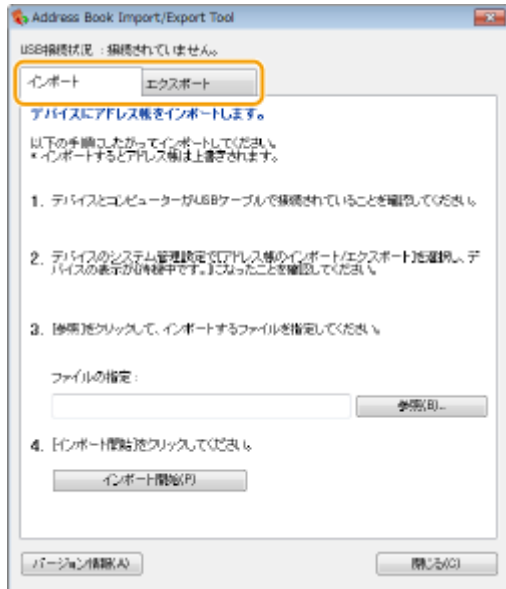 Address Book Import/Export Tool
USB接続状況 : 接続されていません。
インポート
エクスポート
デバイスにアドレス帳をインポートします。
以下の手順にしたがってインポートしてください。
* インポートするとアドレス帳は上書きされます。
1. デバイスとコンピューターがUSBケーブルで接続されていることを確認してください。
2. デバイスのシステム管理設定で[アドレス帳のインポート/エクスポート]を選択し、デ
バイスの表示が[待機中です。]になったことを確認してください。
3. [参照]をクリックして、インポートするファイルを指定してください。
ファイルの指定 :
参照(B)...
4. [インポート開始]をクリックしてください。
インポート開始(P)
バージョン情報(A)
閉じる(C)